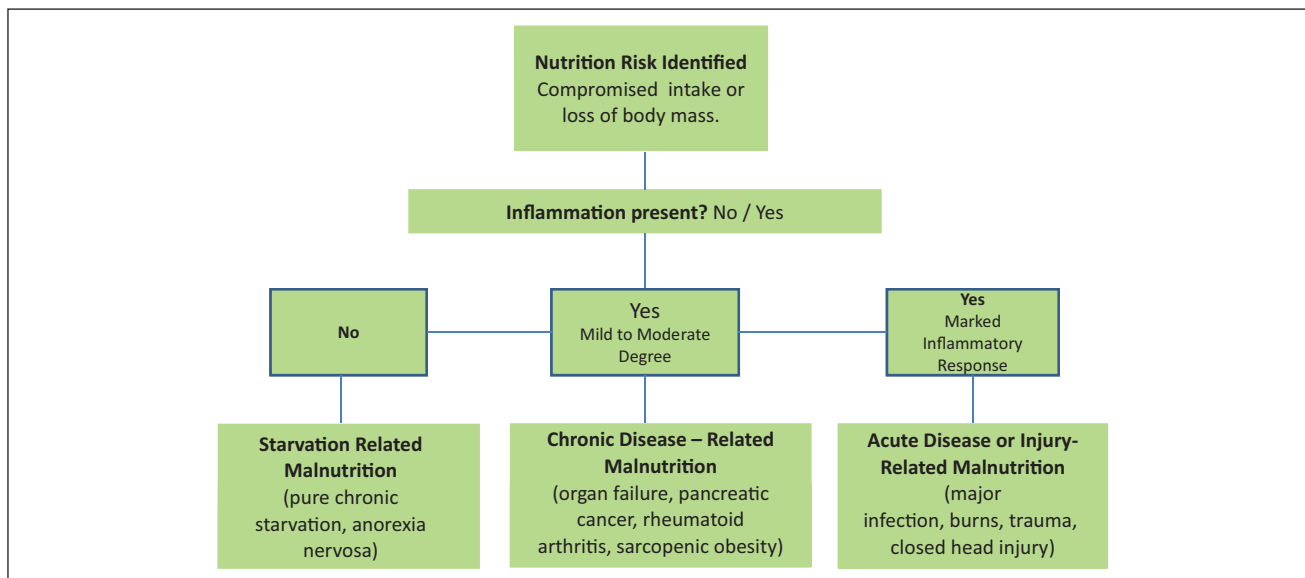 Nutrition Risk Identified
Compromised intake or
loss of body mass.
Inflammation present? No / Yes
No
Yes
Mild to Moderate
Degree
Yes
Marked
Inflammatory
Response
Starvation Related
Malnutrition
(pure chronic
starvation, anorexia
nervosa)
Chronic Disease – Related
Malnutrition
(organ failure, pancreatic
cancer, rheumatoid
arthritis, sarcopenic obesity)
Acute Disease or Injury-
Related Malnutrition
(major
infection, burns, trauma,
closed head injury)